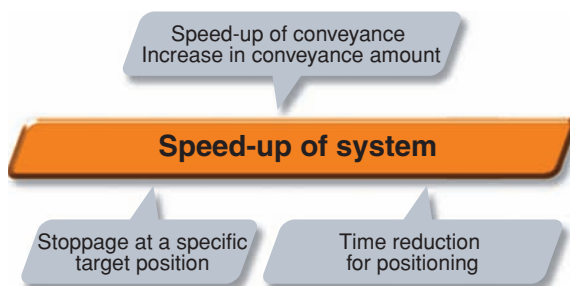 Speed-up of conveyance
Increase in conveyance amount
Speed-up of system
Stoppage at a specific
target position
Time reduction
for positioning